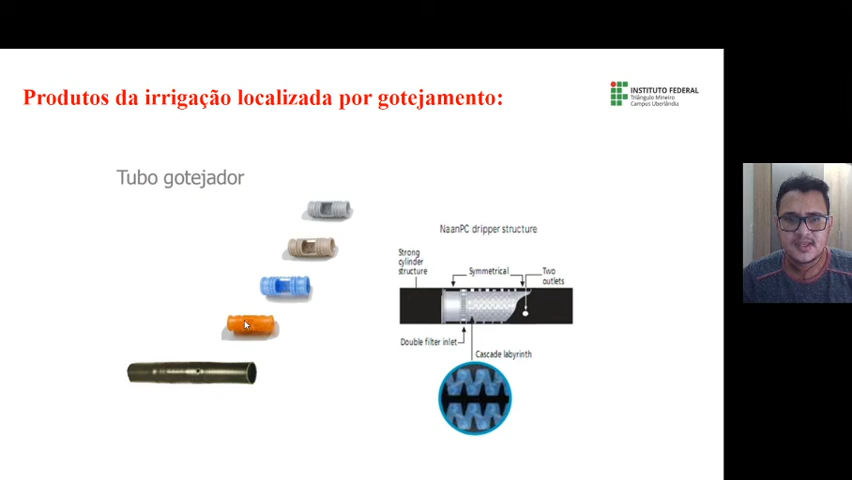 Produtos da irrigação localizada por gotejamento:
INSTITUTO FEDERAL
Triângulo Mineiro
Campus Uberlândia
Tubo gotejador
NaanPC dripper structure
Strong
cylinder
structure
Symmetrical
Two
outlets
Double filter inlet
Cascade labyrinth